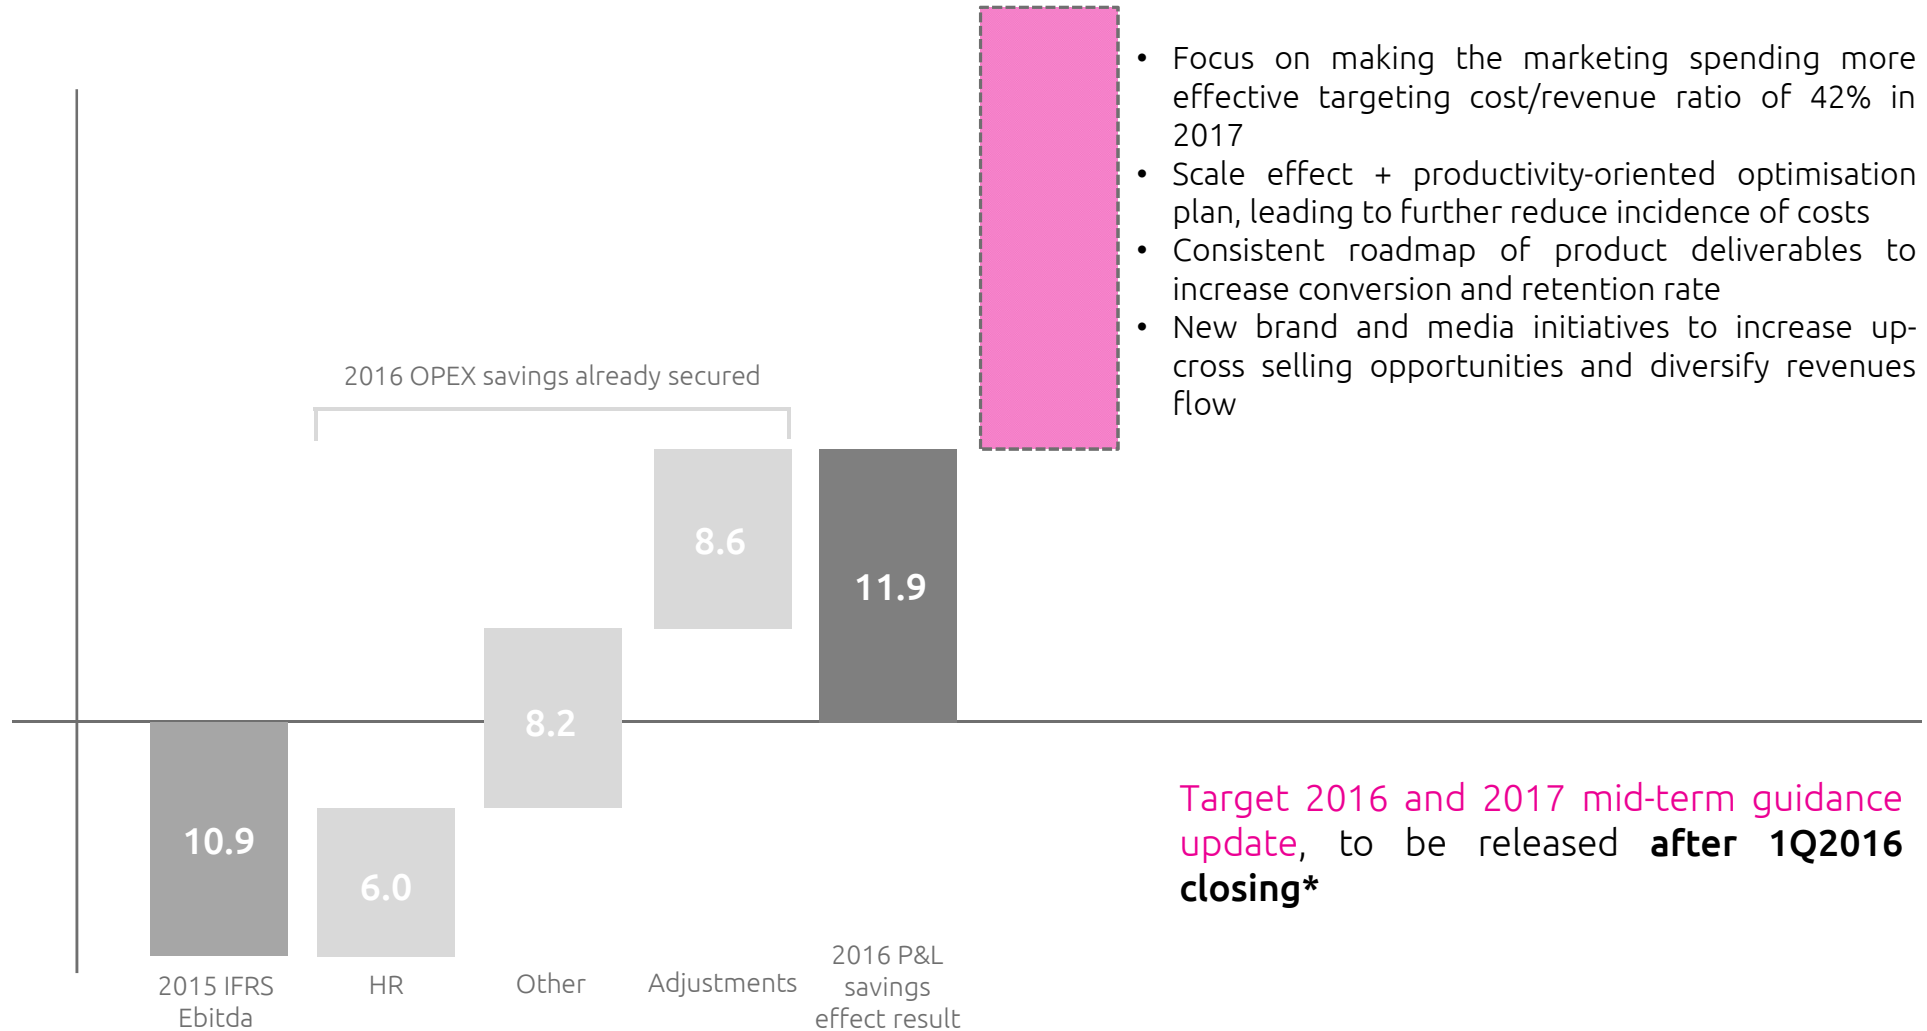 • Focus on making the marketing spending more
effective targeting cost/revenue ratio of 42% in
2017
• Scale effect + productivity-oriented optimisation
plan, leading to further reduce incidence of costs
• Consistent roadmap of product deliverables to
increase conversion and retention rate
• New brand and media initiatives to increase up-
cross selling opportunities and diversify revenues
flow
2016 OPEX savings already secured
8.6
11.9
8.2
10.9
6.0
Target 2016 and 2017 mid-term guidance
update, to be released after 1Q2016
closing*
2015 IFRS
Ebitda
HR
Other
Adjustments
2016 P&L
savings
effect result